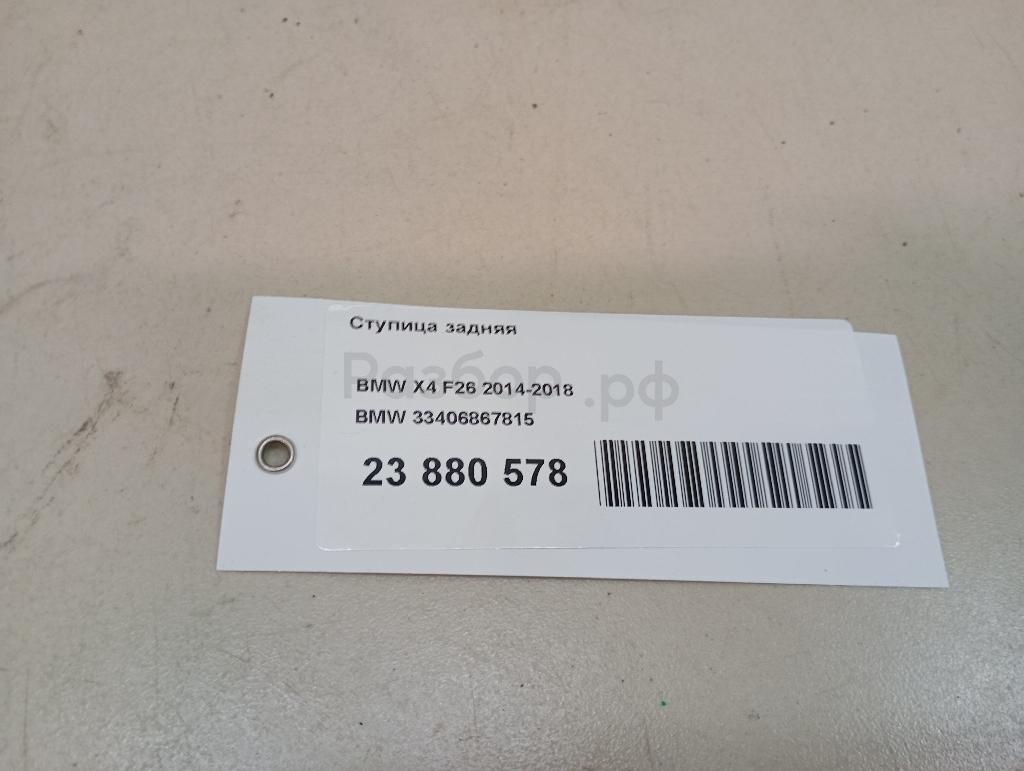 Ступица задняя
Разбор.рф
BMW X4 F26 2014-2018
BMW 33406867815
23 880 578